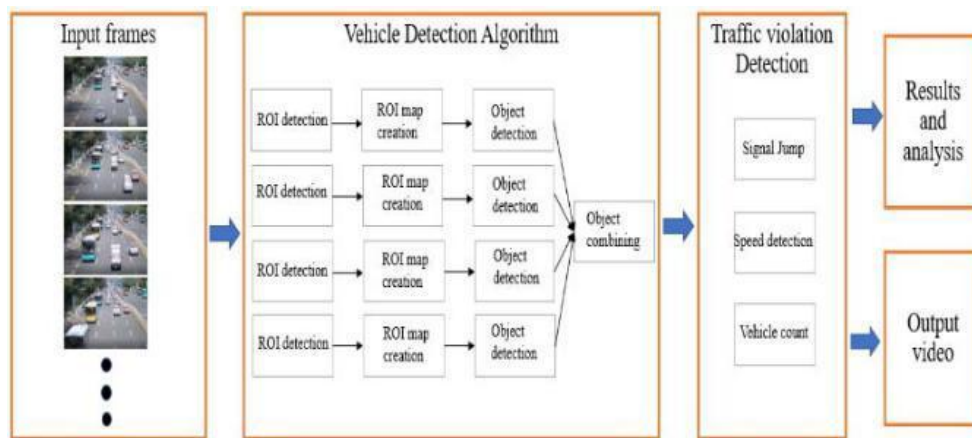 Input frames
Vehicle Detection Algorithm
ROI detection
ROI map
creation
Object
detection
ROI detection
ROI map
creation
Object
detection
ROI detection
ROI map
creation
Object
detection
ROI detection
ROI map
creation
Object
detection
Object
combining
Traffic violation
Detection
Signal Jump
Speed detection
Vehicle count
Results
and
analysis
Output
video